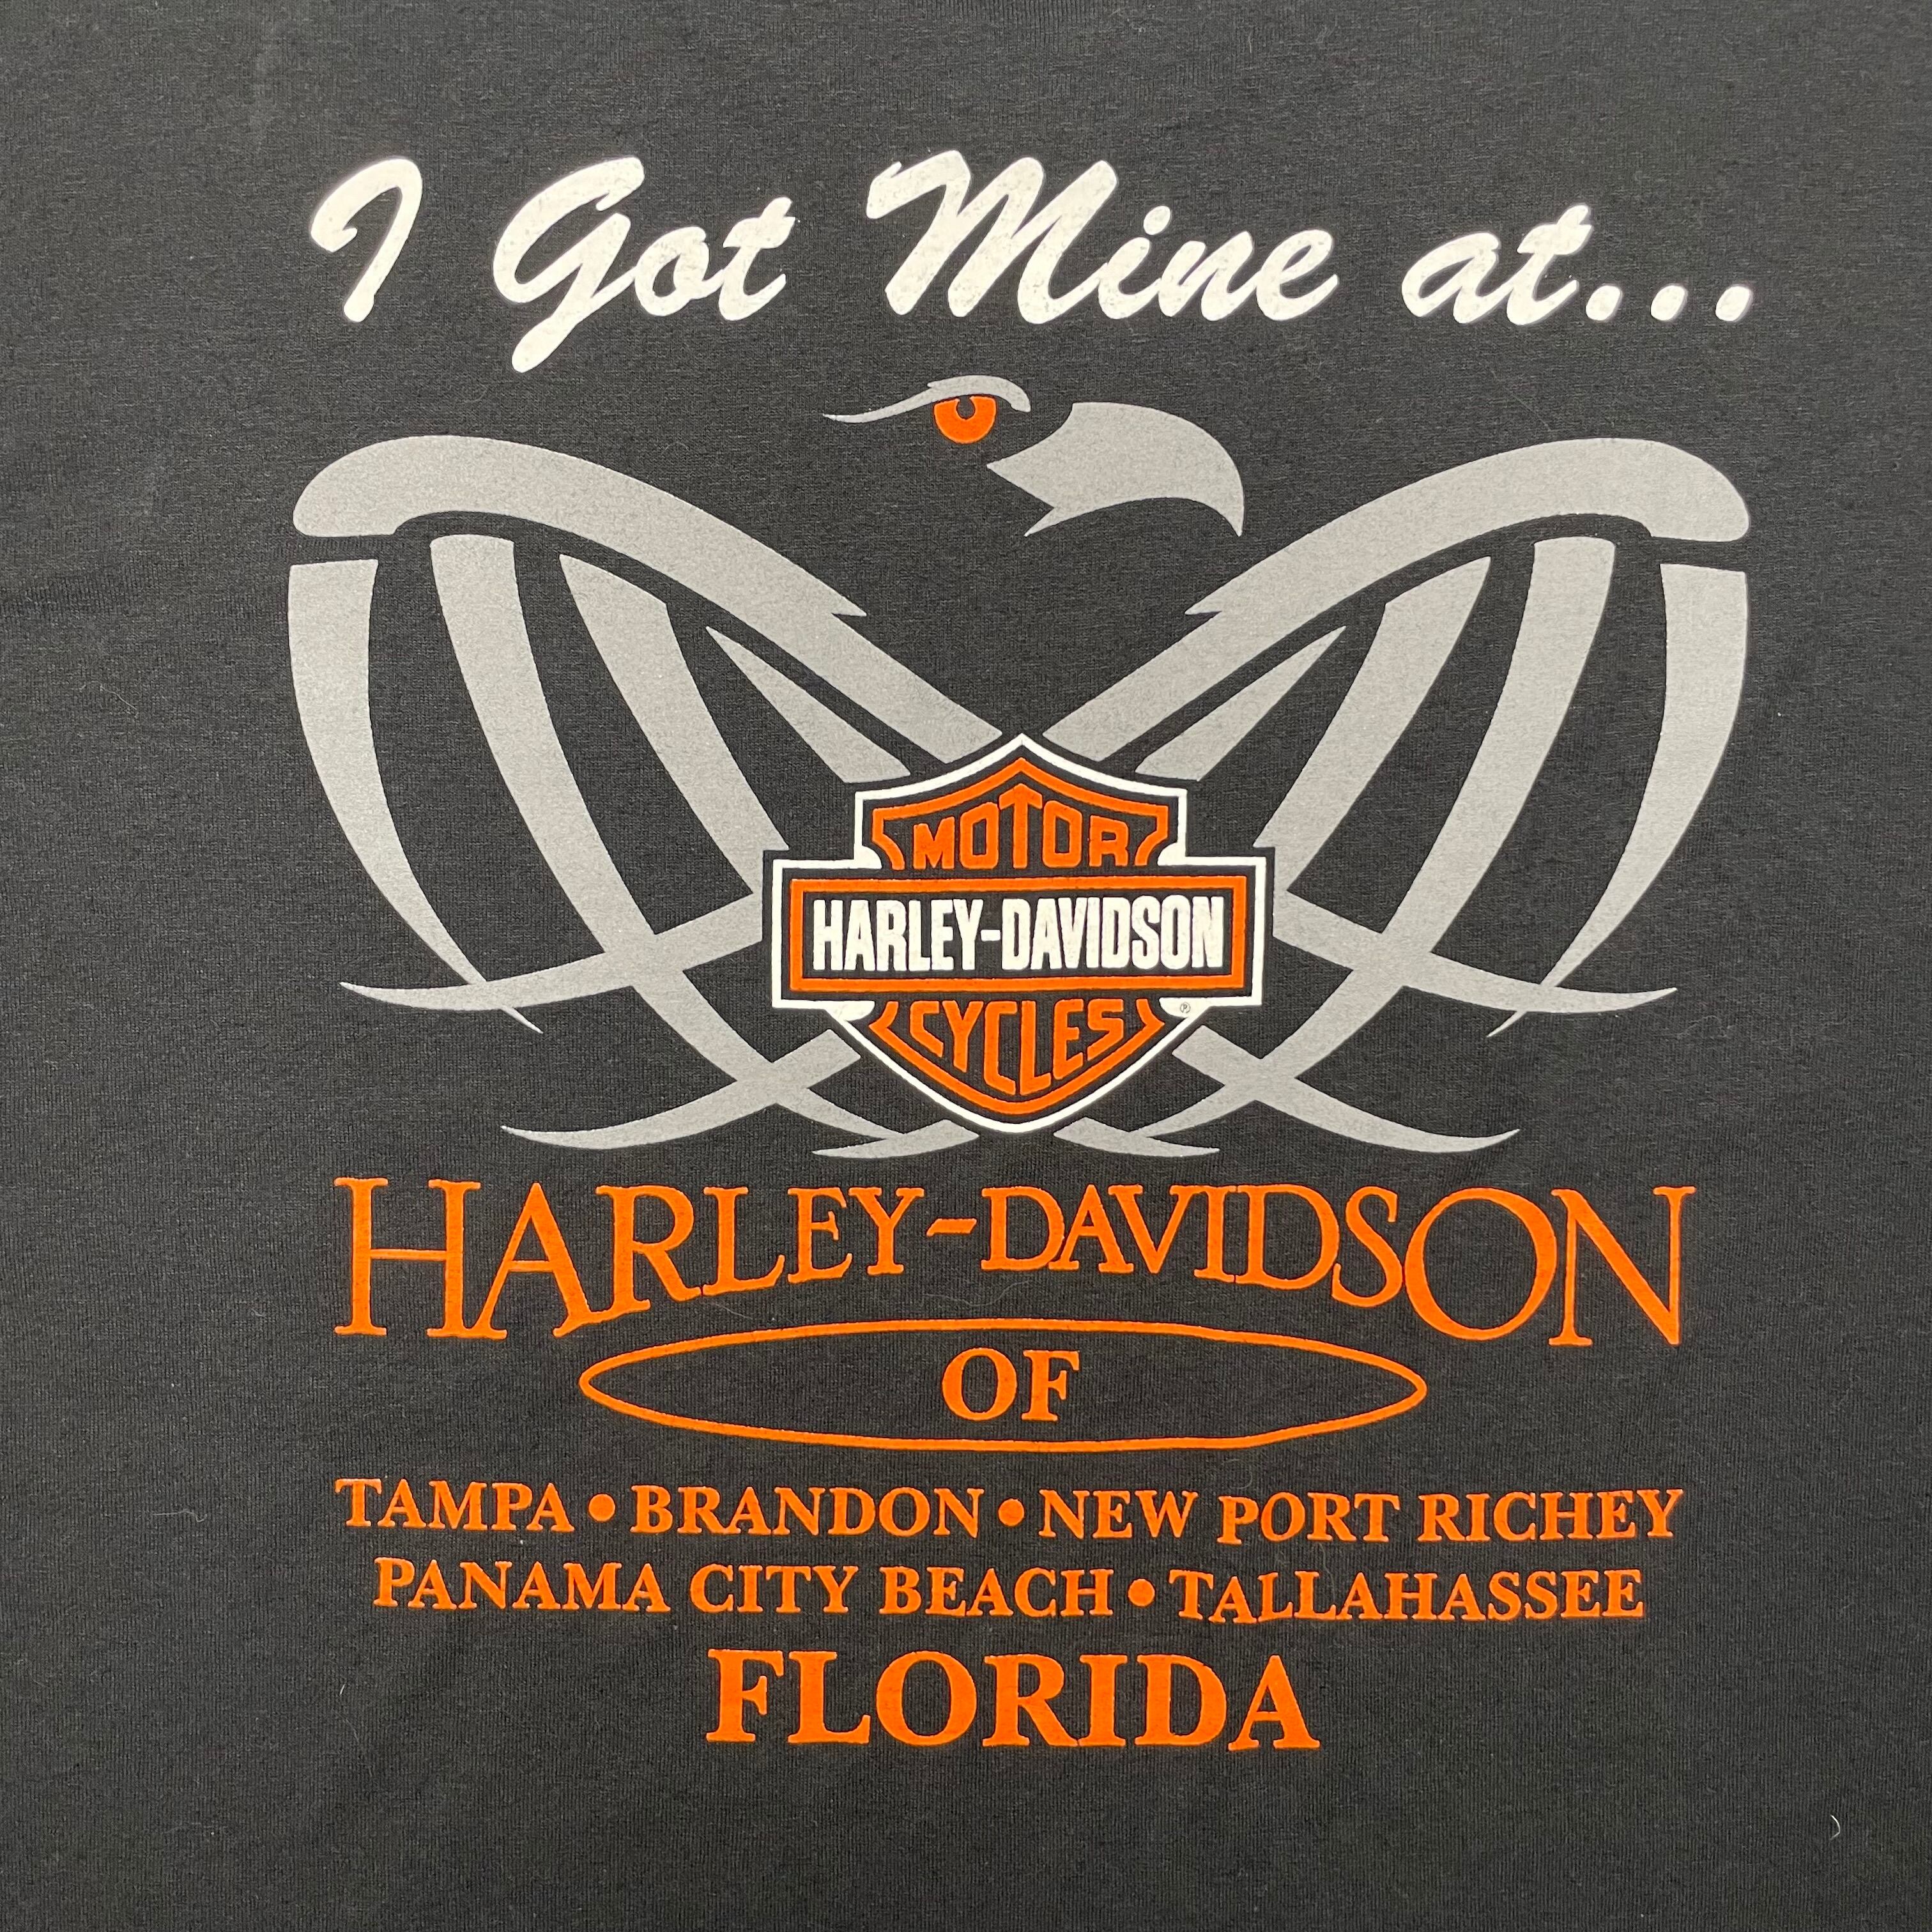 I Got Mine at...
MOTOR
HARLEY-DAVIDSON
CYCLES
®
HARLEY-DAVIDSON
OF
TAMPA • BRANDON • NEW PORT RICHEY
PANAMA CITY BEACH • TALLAHASSEE
FLORIDA